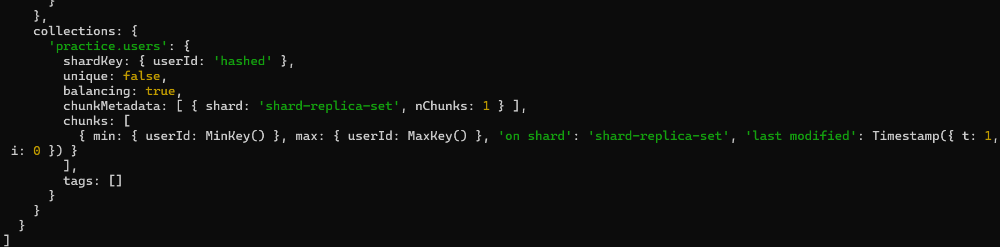 }
    },
    collections: {
      'practice.users': {
        shardKey: { userId: 'hashed' },
        unique: false,
        balancing: true,
        chunkMetadata: [ { shard: 'shard-replica-set', nChunks: 1 } ],
        chunks: [
          { min: { userId: MinKey() }, max: { userId: MaxKey() }, 'on shard': 'shard-replica-set', 'last modified': Timestamp({ t: 1,
 i: 0 }) }
        ],
        tags: []
      }
    }
  }
]